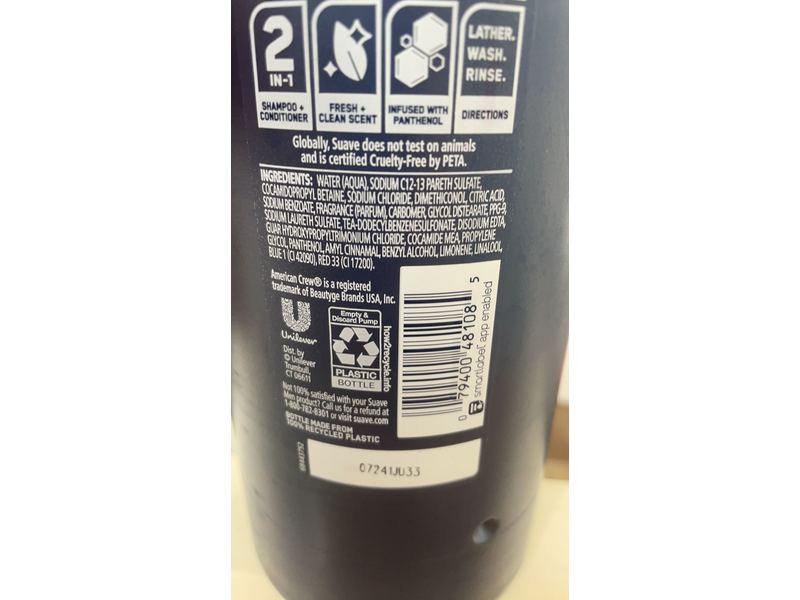 2
IN-1
SHAMPOO +
CONDITIONER
FRESH +
CLEAN SCENT
INFUSED WITH
PANTHENOL
LATHER.
WASH.
RINSE.
DIRECTIONS
Globally, Suave does not test on animals
and is certified Cruelty-Free by PETA.
INGREDIENTS: WATER (AQUA), SODIUM C12-13 PARETH SULFATE,
COCAMIDOPROPYL BETAINE, SODIUM CHLORIDE, DIMETHICONOL, CITRIC ACID,
SODIUM BENZOATE, FRAGRANCE (PARFUM), CARBOMER, GLYCOL DISTEARATE, PPG-9,
SODIUM LAURETH SULFATE, TEA-DODECYLBENZENESULFONATE, DISODIUM EDTA,
GUAR HYDROXYPROPYLTRIMONIUM CHLORIDE, COCAMIDE MEA, PROPYLENE
GLYCOL, PANTHENOL, AMYL CINNAMAL, BENZYL ALCOHOL, LIMONENE, LINALOOL,
BLUE 1 (CI 42090), RED 33 (CI 17200).
American Crew® is a registered
trademark of Beautyge Brands USA, Inc.
Unilever
Dist. by
© Unilever
Trumbull,
CT 06611
Empty &
Discard Pump
PLASTIC
BOTTLE
how2recycle.info
Not 100% satisfied with your Suave
Men product? Call us for a refund at
1-800-782-8301 or visit suave.com
BOTTLE MADE FROM
100% RECYCLED PLASTIC
0 79400 48108 5
smartlabel app enabled
68443752
07241JU33